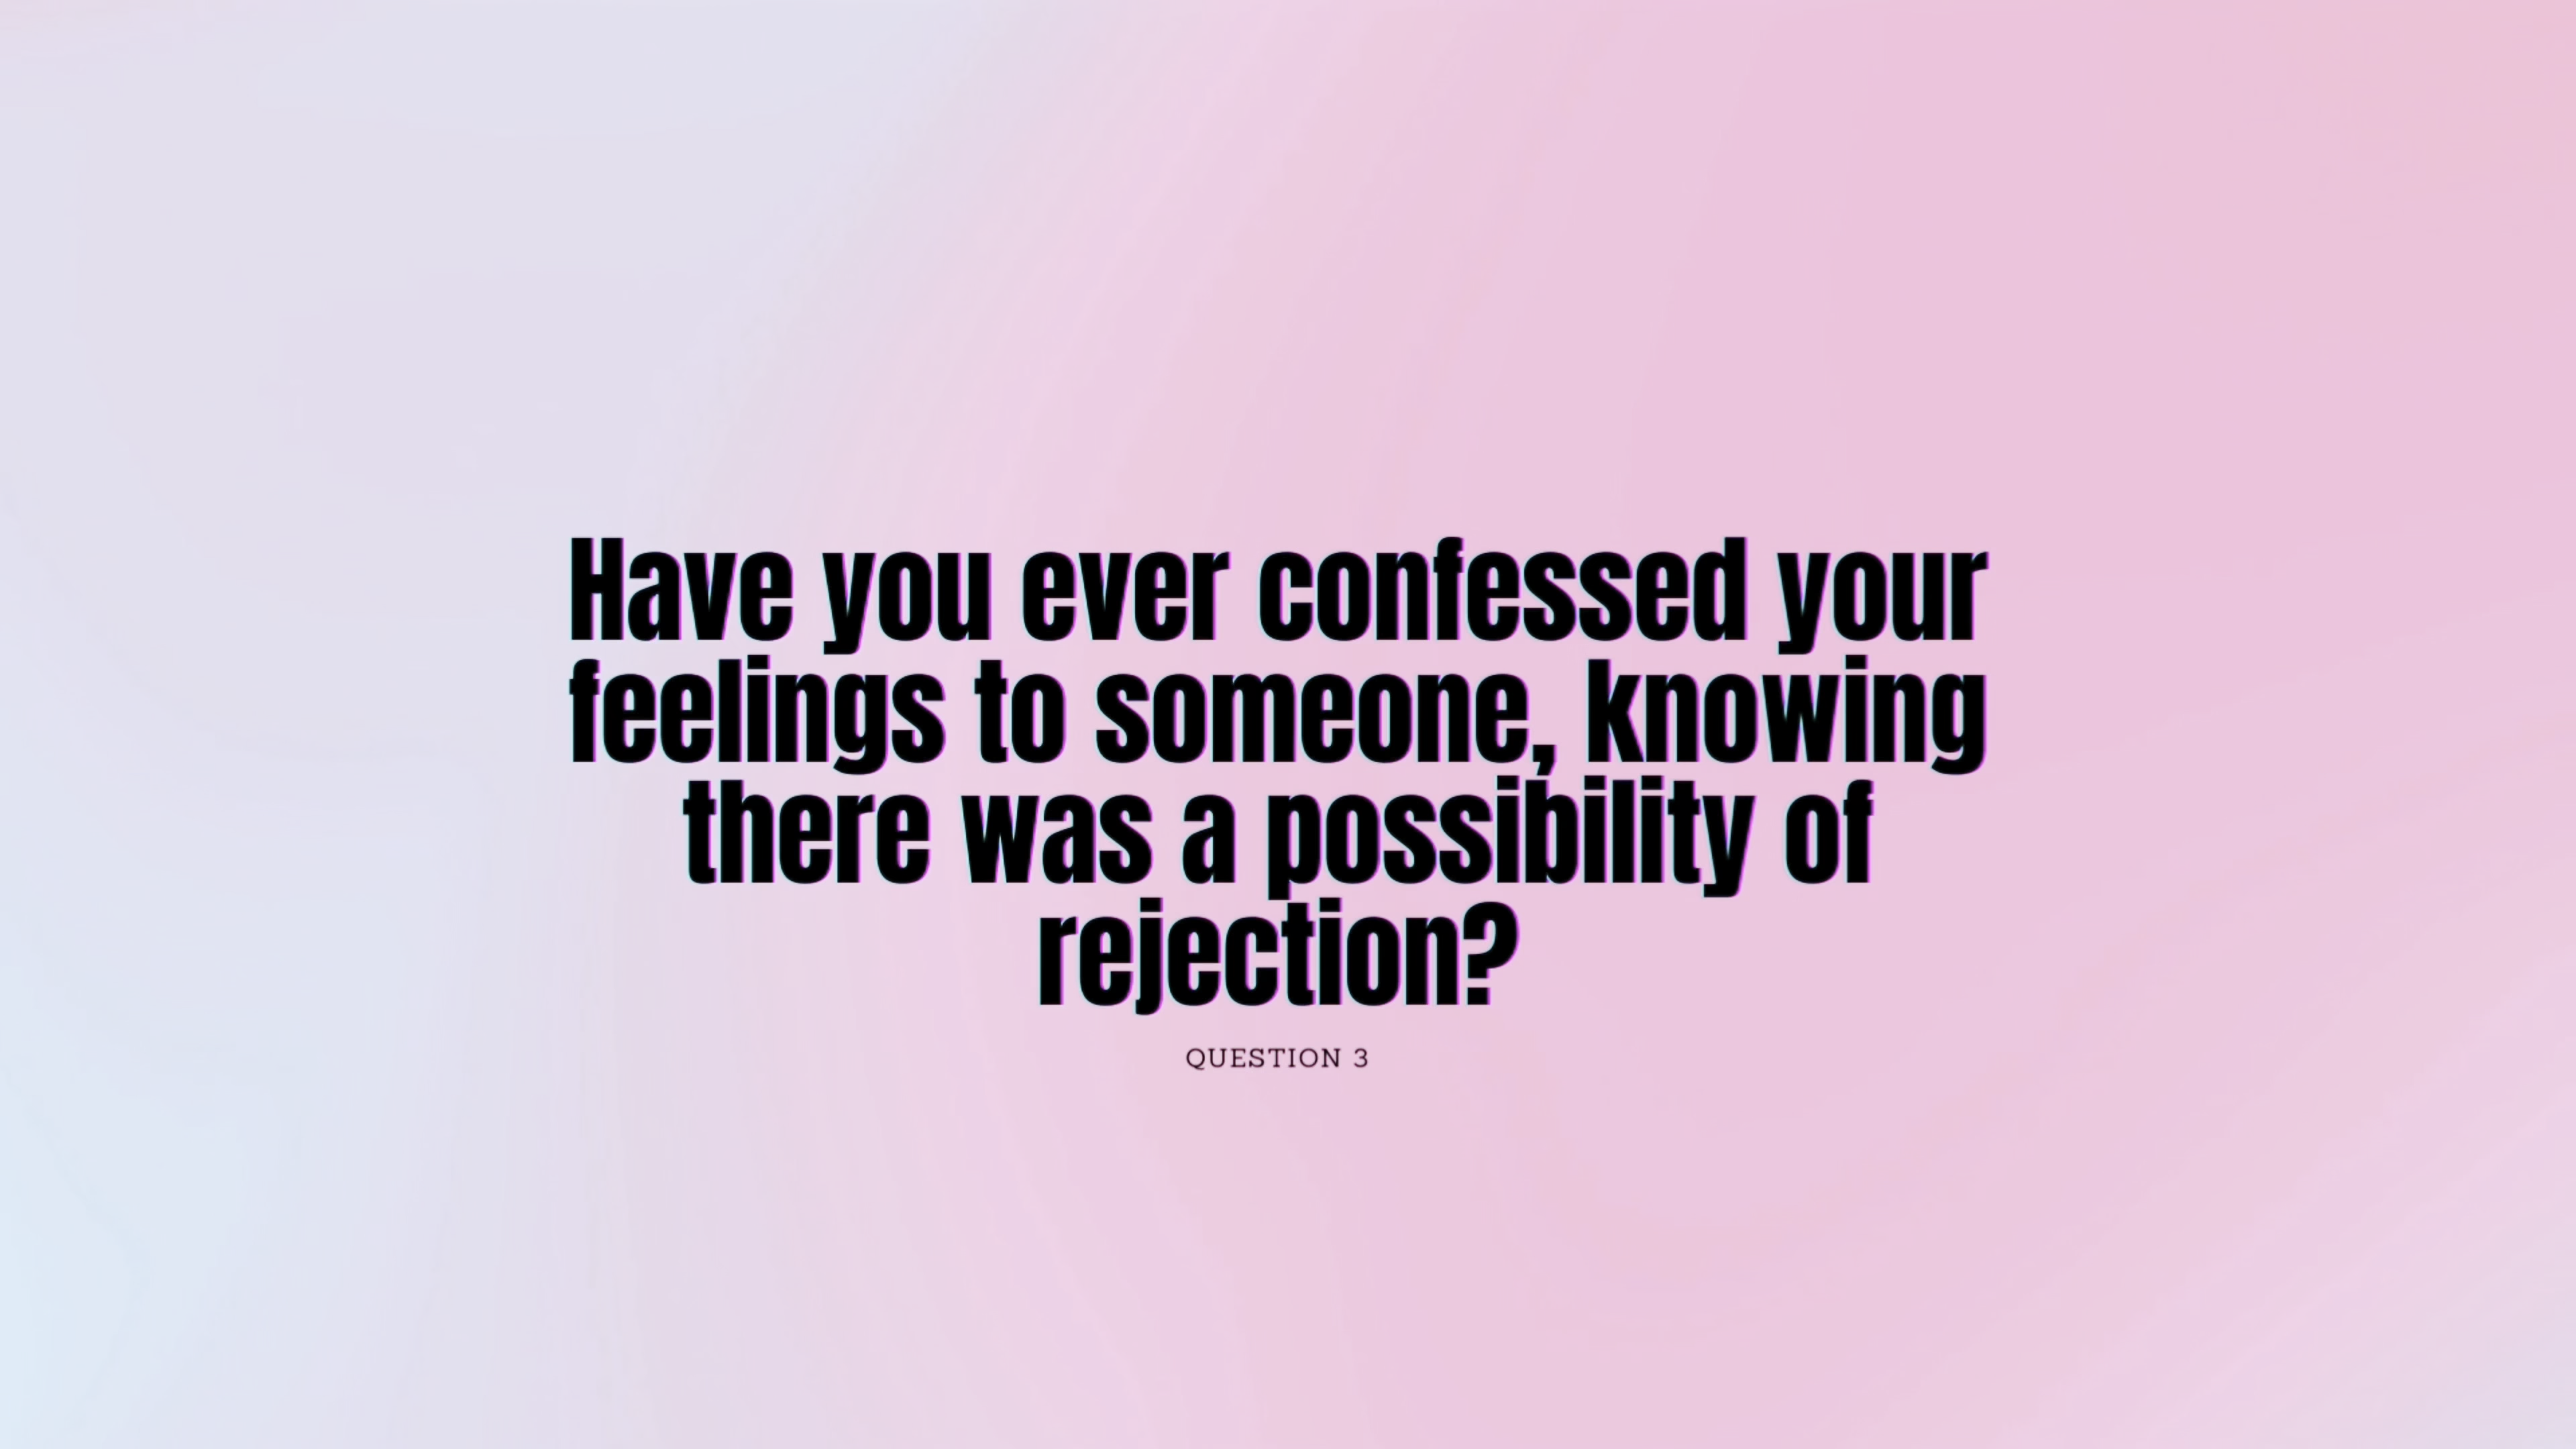 Have you ever confessed your
feelings to someone, knowing
there was a possibility of
rejection?
QUESTION 3